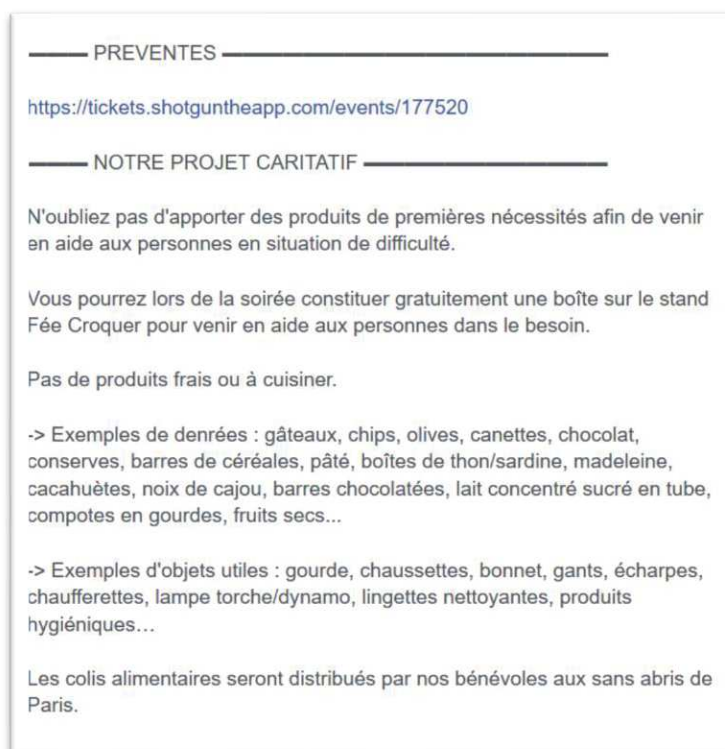 ——— PREVENTES ———————————————
https://tickets.shotguntheapp.com/events/177520
——— NOTRE PROJET CARITATIF ——————————
N'oubliez pas d'apporter des produits de premières nécessités afin de venir
en aide aux personnes en situation de difficulté.
Vous pourrez lors de la soirée constituer gratuitement une boîte sur le stand
Fée Croquer pour venir en aide aux personnes dans le besoin.
Pas de produits frais ou à cuisiner.
-> Exemples de denrées : gâteaux, chips, olives, canettes, chocolat,
conserves, barres de céréales, pâté, boîtes de thon/sardine, madeleine,
cacahuètes, noix de cajou, barres chocolatées, lait concentré sucré en tube,
compotes en gourdes, fruits secs...
-> Exemples d'objets utiles : gourde, chaussettes, bonnet, gants, écharpes,
chaufferettes, lampe torche/dynamo, lingettes nettoyantes, produits
hygiéniques…
Les colis alimentaires seront distribués par nos bénévoles aux sans abris de
Paris.